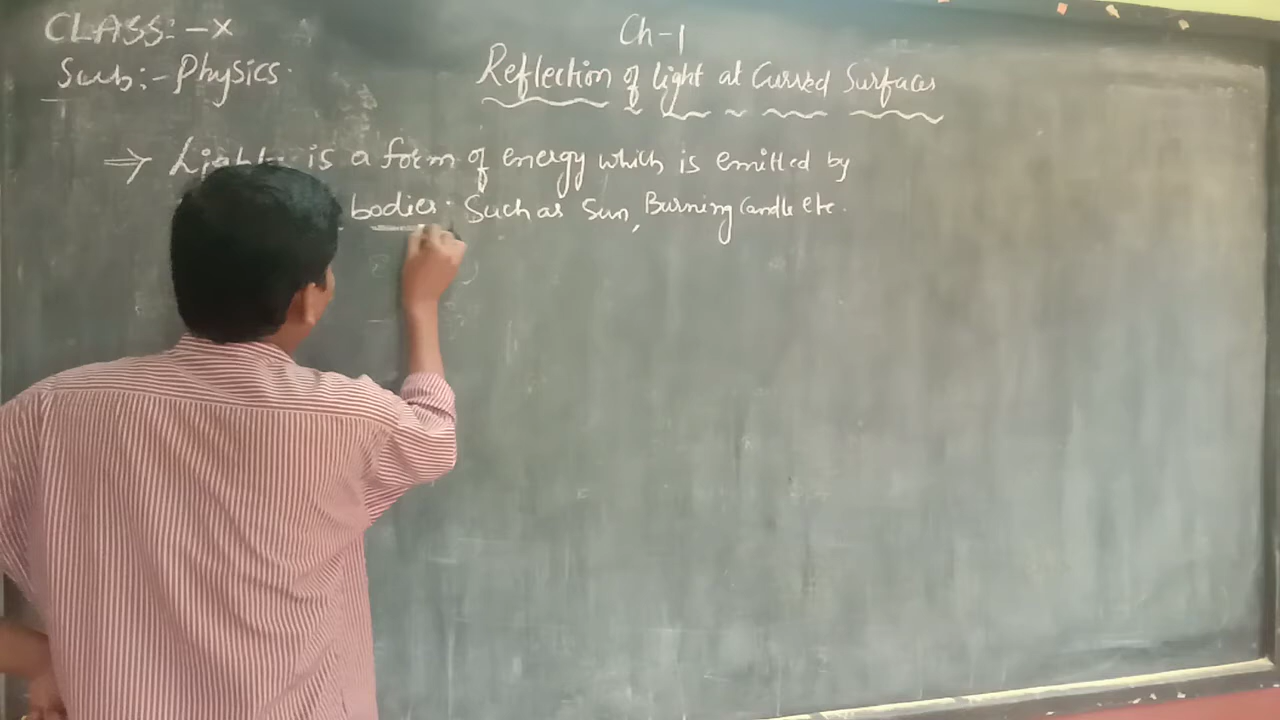 CLASS:-X
Sub:-Physics.
Ch-1
Reflection of light at Curved Surfaces
⇒ Light is a form of energy which is emitted by
bodies. Such as Sun, Burning Candle etc.